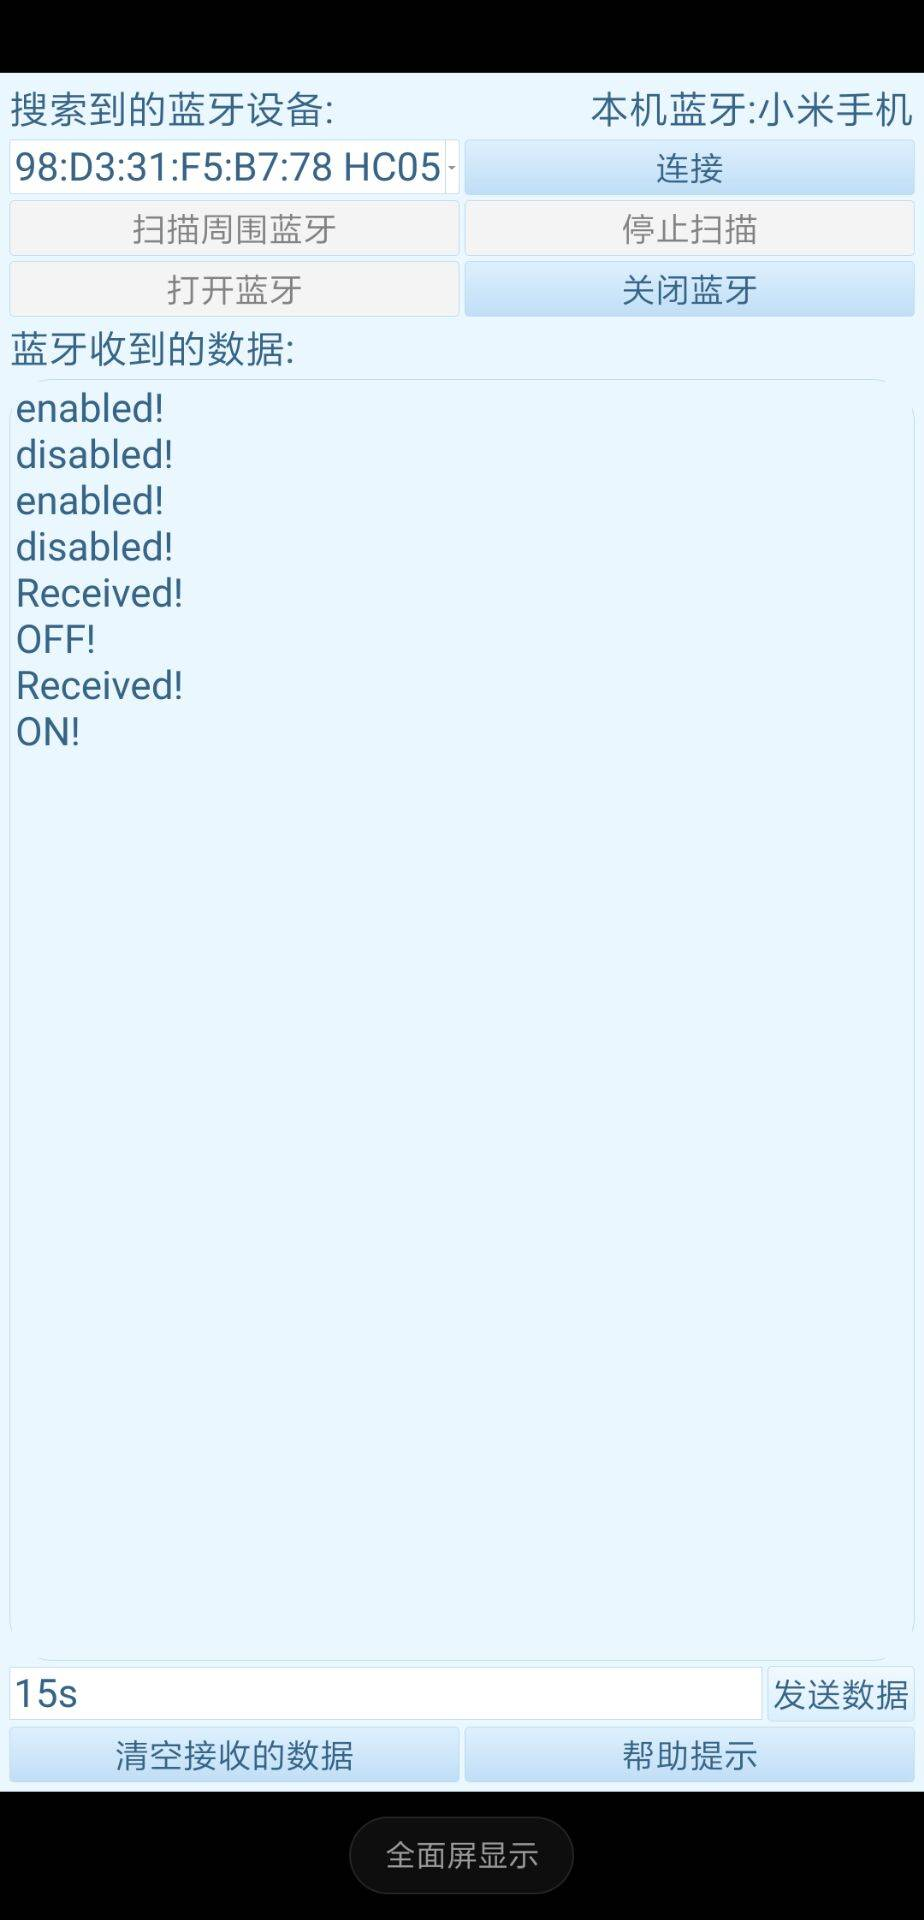 搜索到的蓝牙设备: 本机蓝牙:小米手机
98:D3:31:F5:B7:78 HC05 连接
扫描周围蓝牙 停止扫描
打开蓝牙 关闭蓝牙
蓝牙收到的数据:
enabled!
disabled!
enabled!
disabled!
Received!
OFF!
Received!
ON!
15s 发送数据
清空接收的数据 帮助提示
全面屏显示